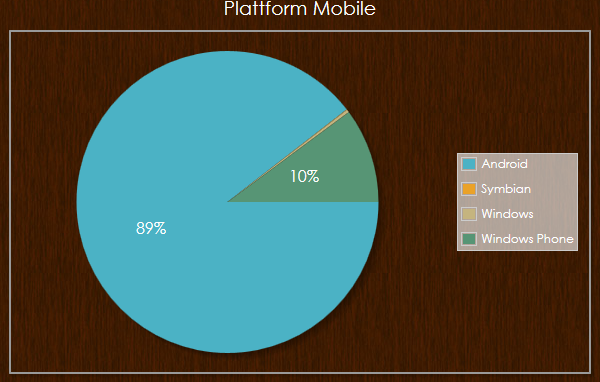 Plattform Mobile
10%
89%
Android
Symbian
Windows
Windows Phone